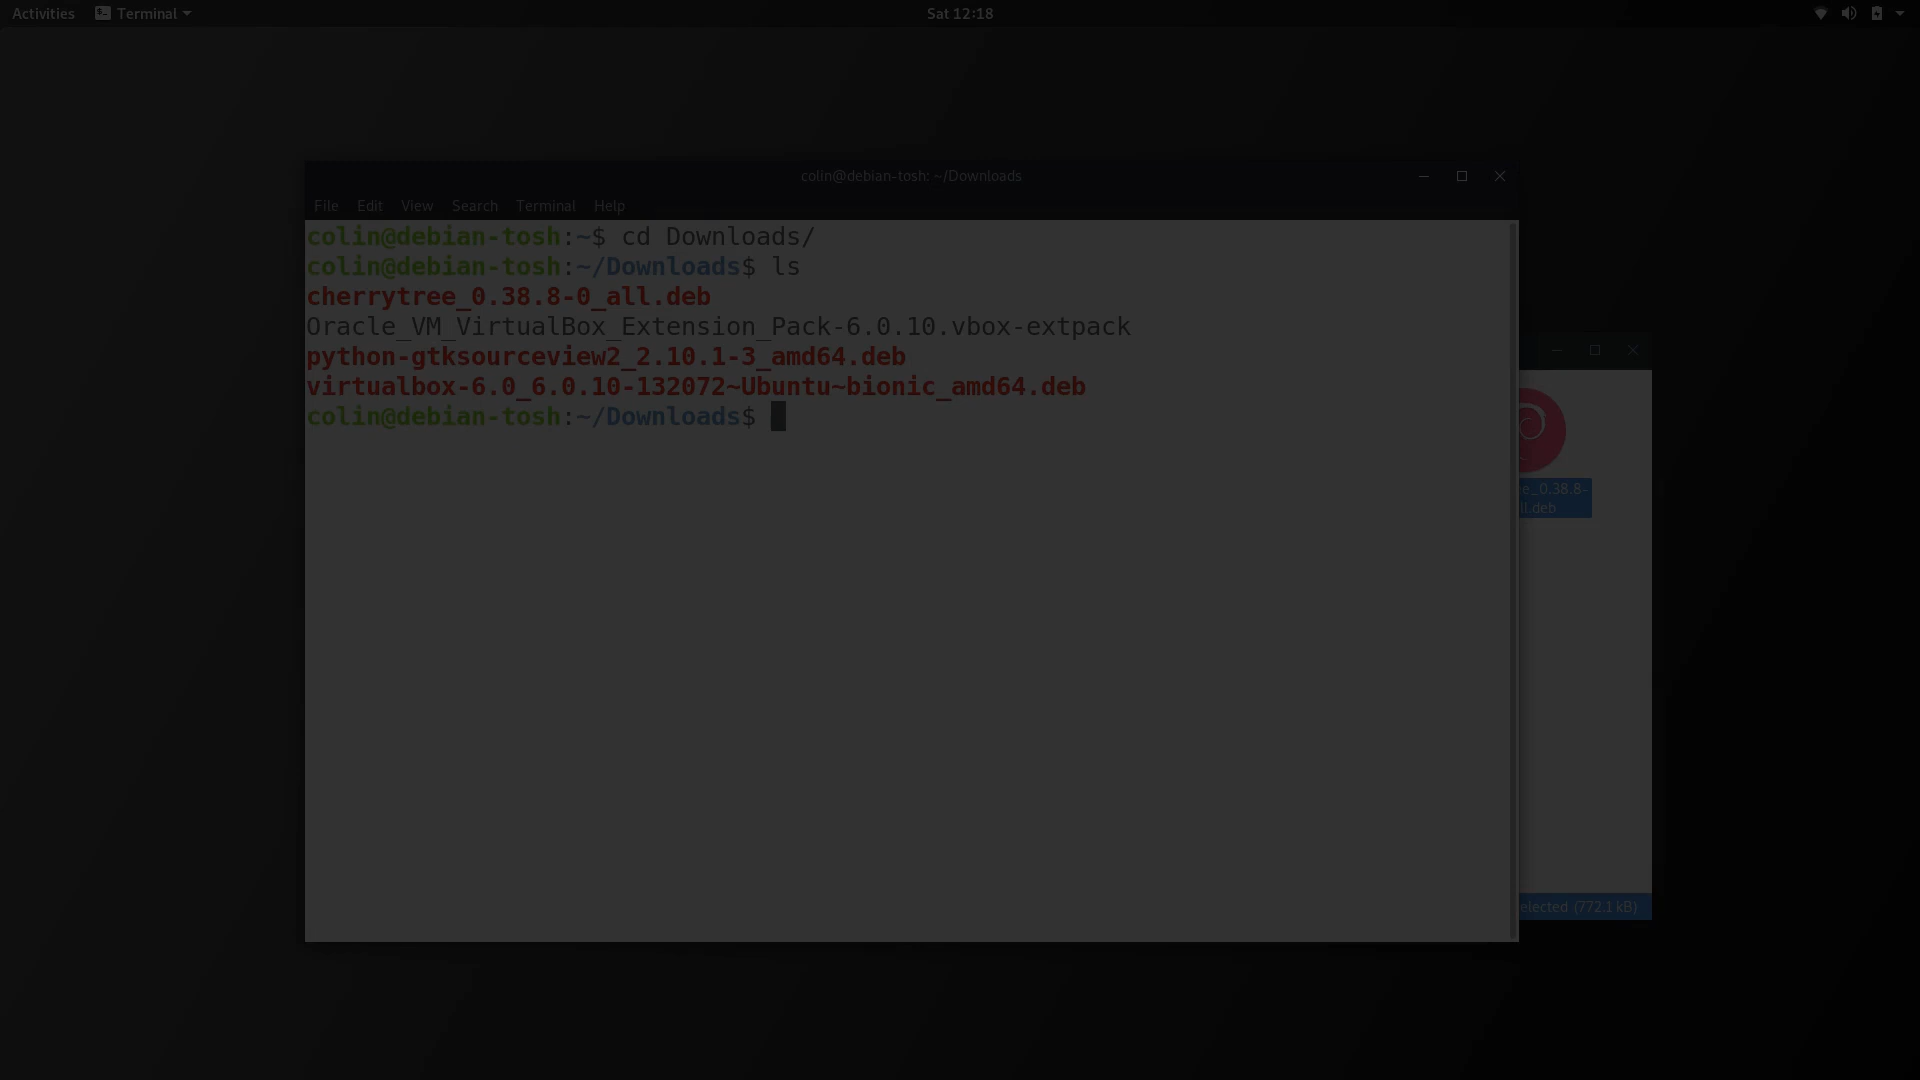 Activities Terminal Sat 12:18
colin@debian-tosh: ~/Downloads
File Edit View Search Terminal Help
colin@debian-tosh:~$ cd Downloads/
colin@debian-tosh:~/Downloads$ ls
cherrytree_0.38.8-0_all.deb
Oracle_VM_VirtualBox_Extension_Pack-6.0.10.vbox-extpack
python-gtksourceview2_2.10.1-3_amd64.deb
virtualbox-6.0_6.0.10-132072~Ubuntu~bionic_amd64.deb
colin@debian-tosh:~/Downloads$
e_0.38.8-
ll.deb
elected (772.1 kB)